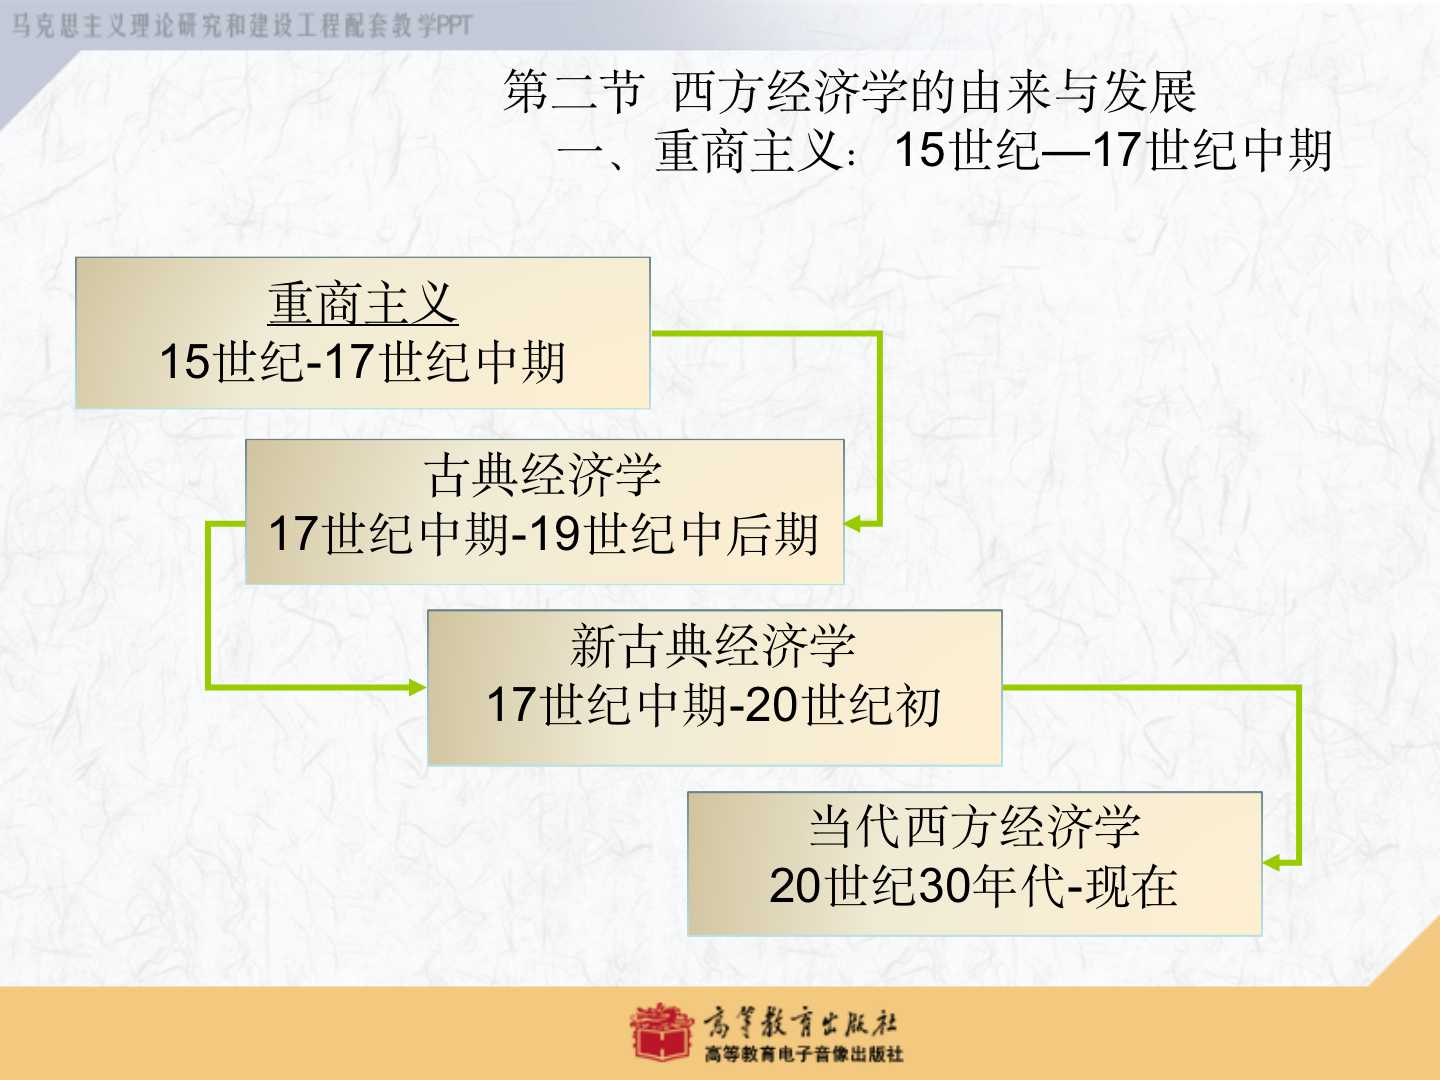 马克思主义理论研究和建设工程配套教学PPT
第二节 西方经济学的由来与发展
一、重商主义：15世纪—17世纪中期
重商主义
15世纪-17世纪中期
古典经济学
17世纪中期-19世纪中后期
新古典经济学
17世纪中期-20世纪初
当代西方经济学
20世纪30年代-现在
高等教育出版社
高等教育电子音像出版社